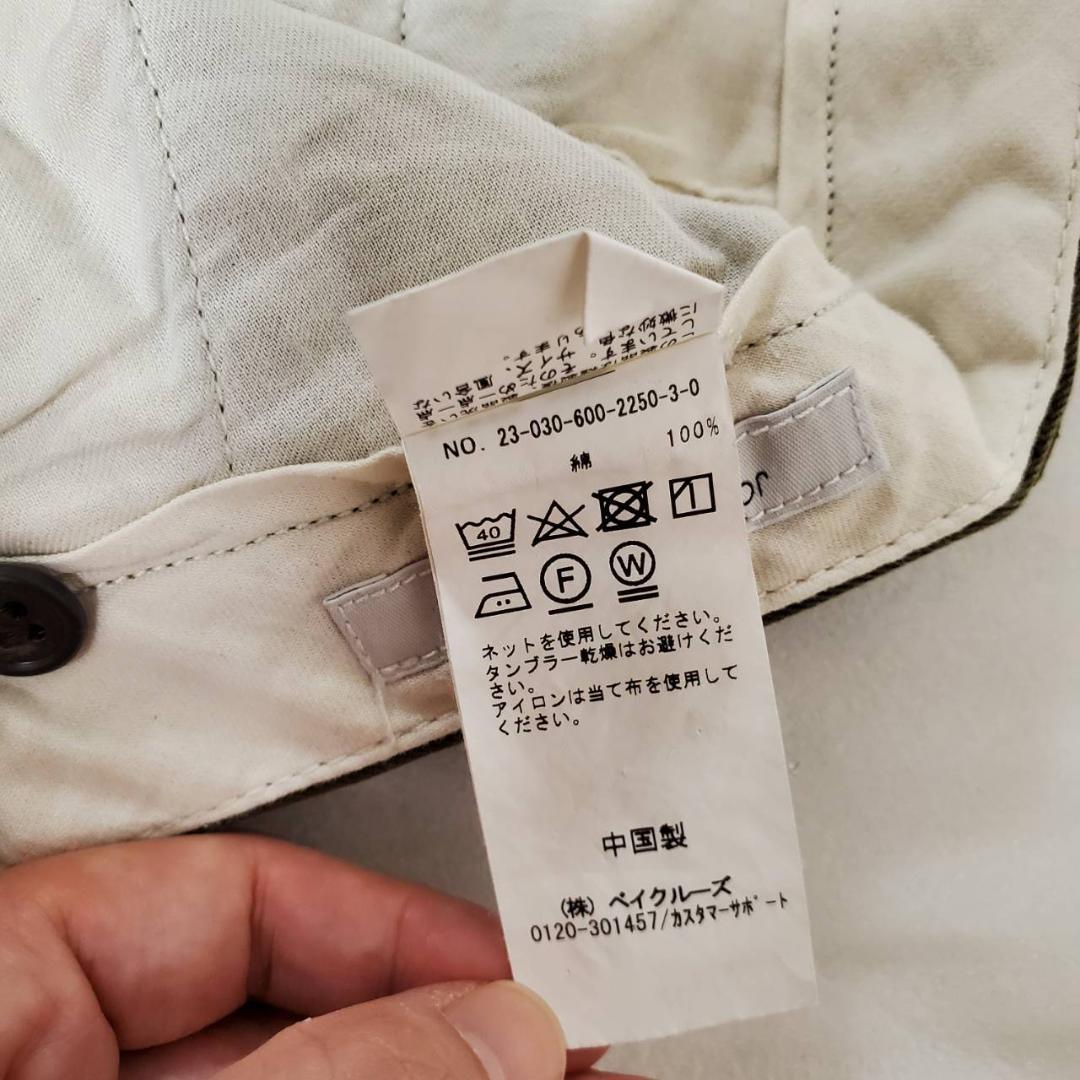 NO. 23-030-600-2250-3-0
綿 100%
40
F W
ネットを使用してください。
タンブラー乾燥はお避けくだ
さい。
アイロンは当て布を使用して
ください。
中国製
(株) ベイクルーズ
0120-301457/カスタマーサポート